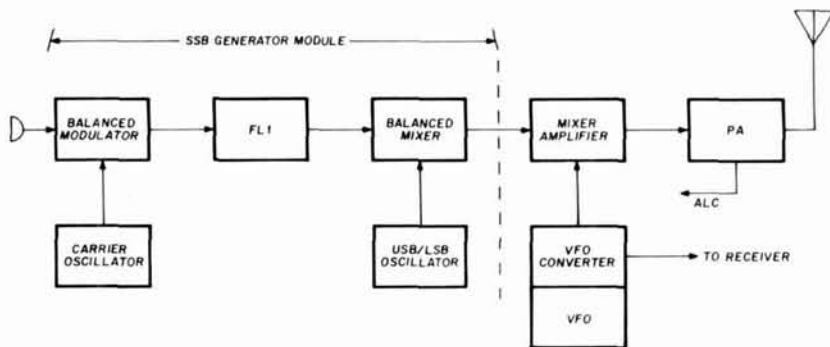 SSB GENERATOR MODULE
BALANCED
MODULATOR
FL1
BALANCED
MIXER
MIXER
AMPLIFIER
PA
ALC
CARRIER
OSCILLATOR
USB/LSB
OSCILLATOR
VFO
CONVERTER
TO RECEIVER
VFO